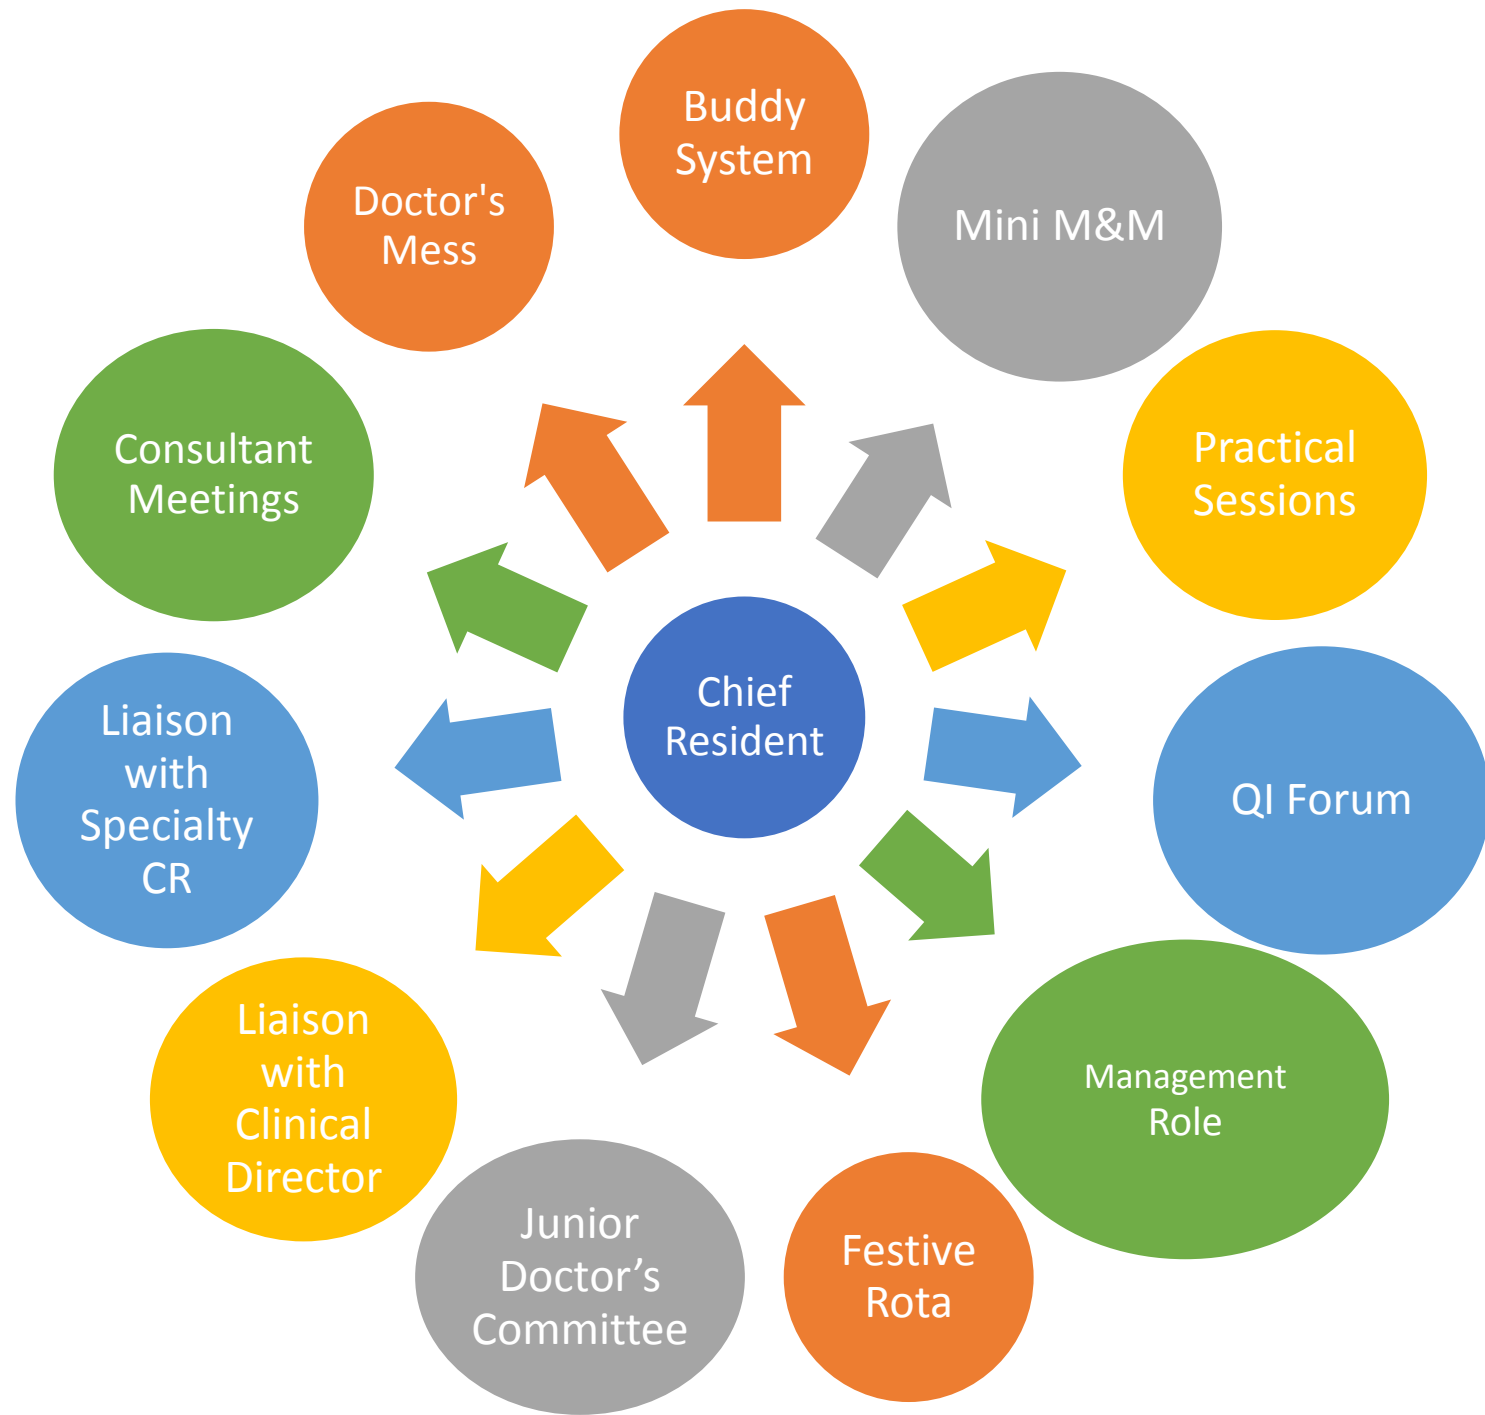 Buddy
System
Mini M&M
Practical
Sessions
QI Forum
Management
Role
Festive
Rota
Junior
Doctor’s
Committee
Liaison
with
Clinical
Director
Liaison
with
Specialty
CR
Consultant
Meetings
Doctor's
Mess
Chief
Resident